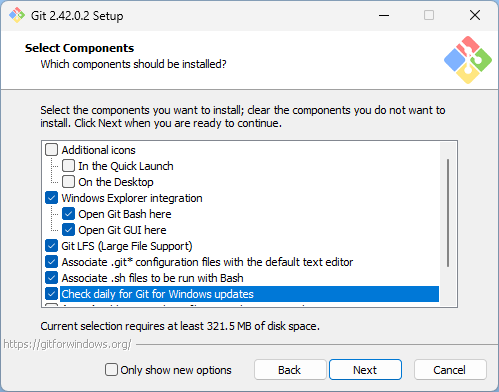 Git 2.42.0.2 Setup
Select Components
Which components should be installed?
Select the components you want to install; clear the components you do not want to
install. Click Next when you are ready to continue.
Additional icons
In the Quick Launch
On the Desktop
Windows Explorer integration
Open Git Bash here
Open Git GUI here
Git LFS (Large File Support)
Associate .git* configuration files with the default text editor
Associate .sh files to be run with Bash
Check daily for Git for Windows updates
Current selection requires at least 321.5 MB of disk space.
https://gitforwindows.org/
Only show new options
Back
Next
Cancel